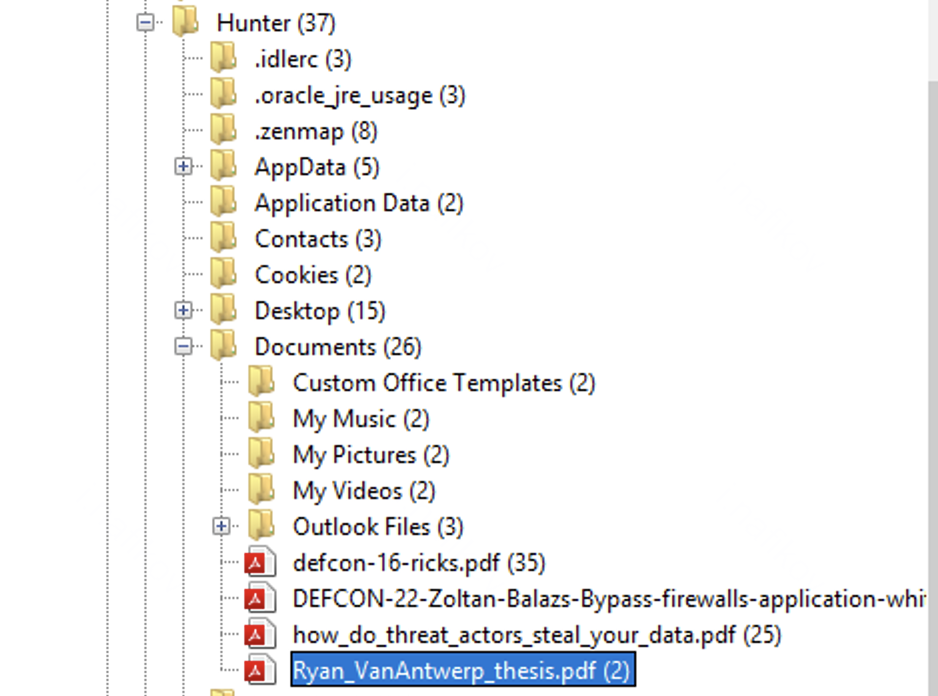 Hunter (37)
.idlerc (3)
.oracle_jre_usage (3)
.zenmap (8)
AppData (5)
Application Data (2)
Contacts (3)
Cookies (2)
Desktop (15)
Documents (26)
Custom Office Templates (2)
My Music (2)
My Pictures (2)
My Videos (2)
Outlook Files (3)
defcon-16-ricks.pdf (35)
DEFCON-22-Zoltan-Balazs-Bypass-firewalls-application-whi
how_do_threat_actors_steal_your_data.pdf (25)
Ryan_VanAntwerp_thesis.pdf (2)